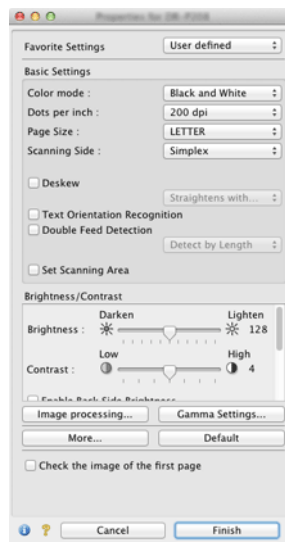 Favorite Settings User defined
Basic Settings
Color mode : Black and White
Dots per inch : 200 dpi
Page Size : LETTER
Scanning Side : Simplex
Deskew
Straightens with...
Text Orientation Recognition
Double Feed Detection
Detect by Length
Set Scanning Area
Brightness/Contrast
Darken Lighten
Brightness : 128
Low High
Contrast : 4
Image processing... Gamma Settings...
More... Default
Check the image of the first page
Cancel Finish